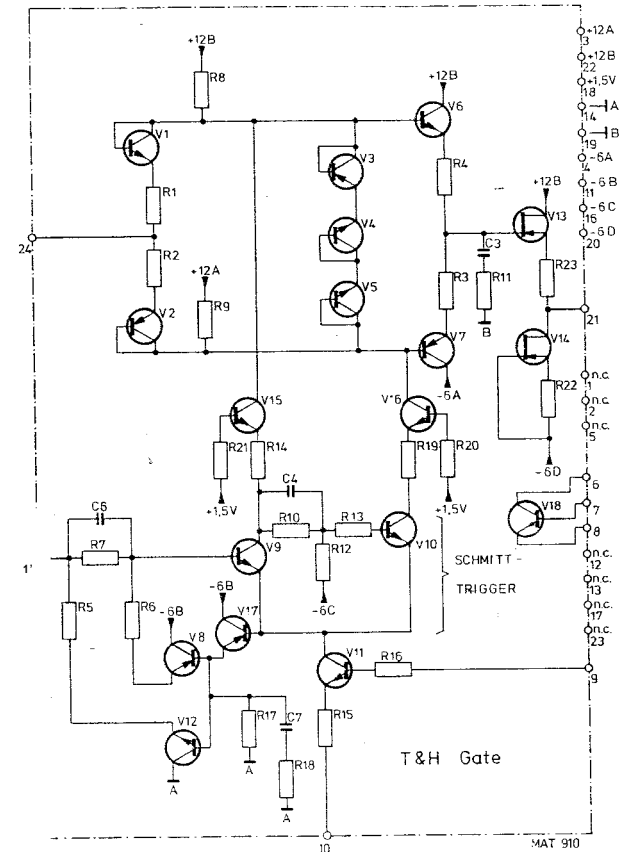 +12B
R8
V1
R1
24
R2
+12A
V2
R9
V3
V4
V5
+12B
V6
R4
C3
R3
R11
B
V7
-6A
+12B
V13
R23
V14
R22
-6D
+12A
3
+12B
22
+1,5V
18
A
14
B
19
-6A
4
-6B
11
-6C
16
-6D
20
21
n.c.
1
n.c.
2
n.c.
5
6
7
8
V18
n.c.
12
n.c.
13
n.c.
17
n.c.
23
9
V15
R21
R14
+1,5V
V16
R19
R20
+1,5V
C4
R10
R13
R12
-6C
V9
V10
SCHMITT-
TRIGGER
C6
R7
1'
R5
R6
-6B
V8
-6B
V17
V12
A
R17
A
C7
R18
A
V11
R16
R15
10
T&H Gate
MAT 910